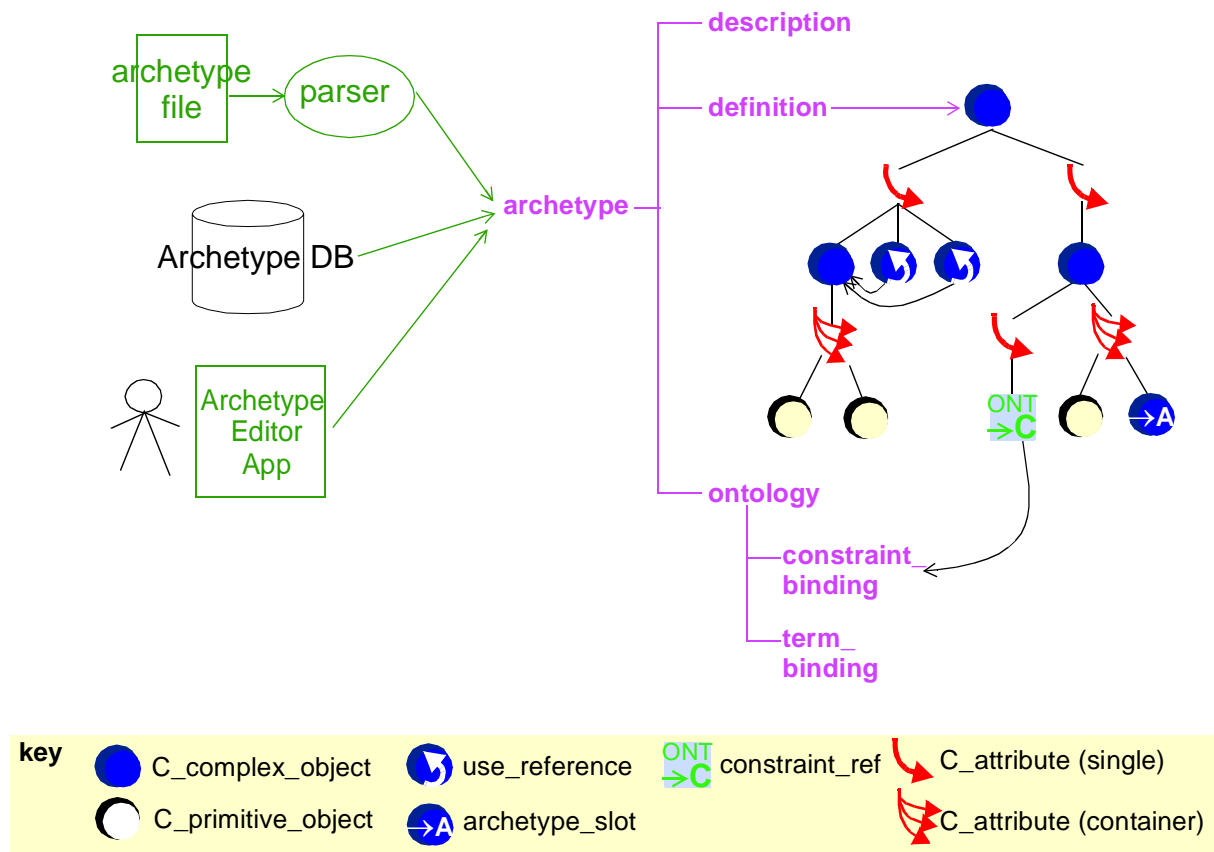 description
archetype
file
parser
definition
archetype
Archetype DB
Archetype
Editor
App
ONT
→C
→A
ontology
constraint_
binding
term_
binding
key
C_complex_object
use_reference
ONT
→C
constraint_ref
C_attribute (single)
C_primitive_object
→A
archetype_slot
C_attribute (container)